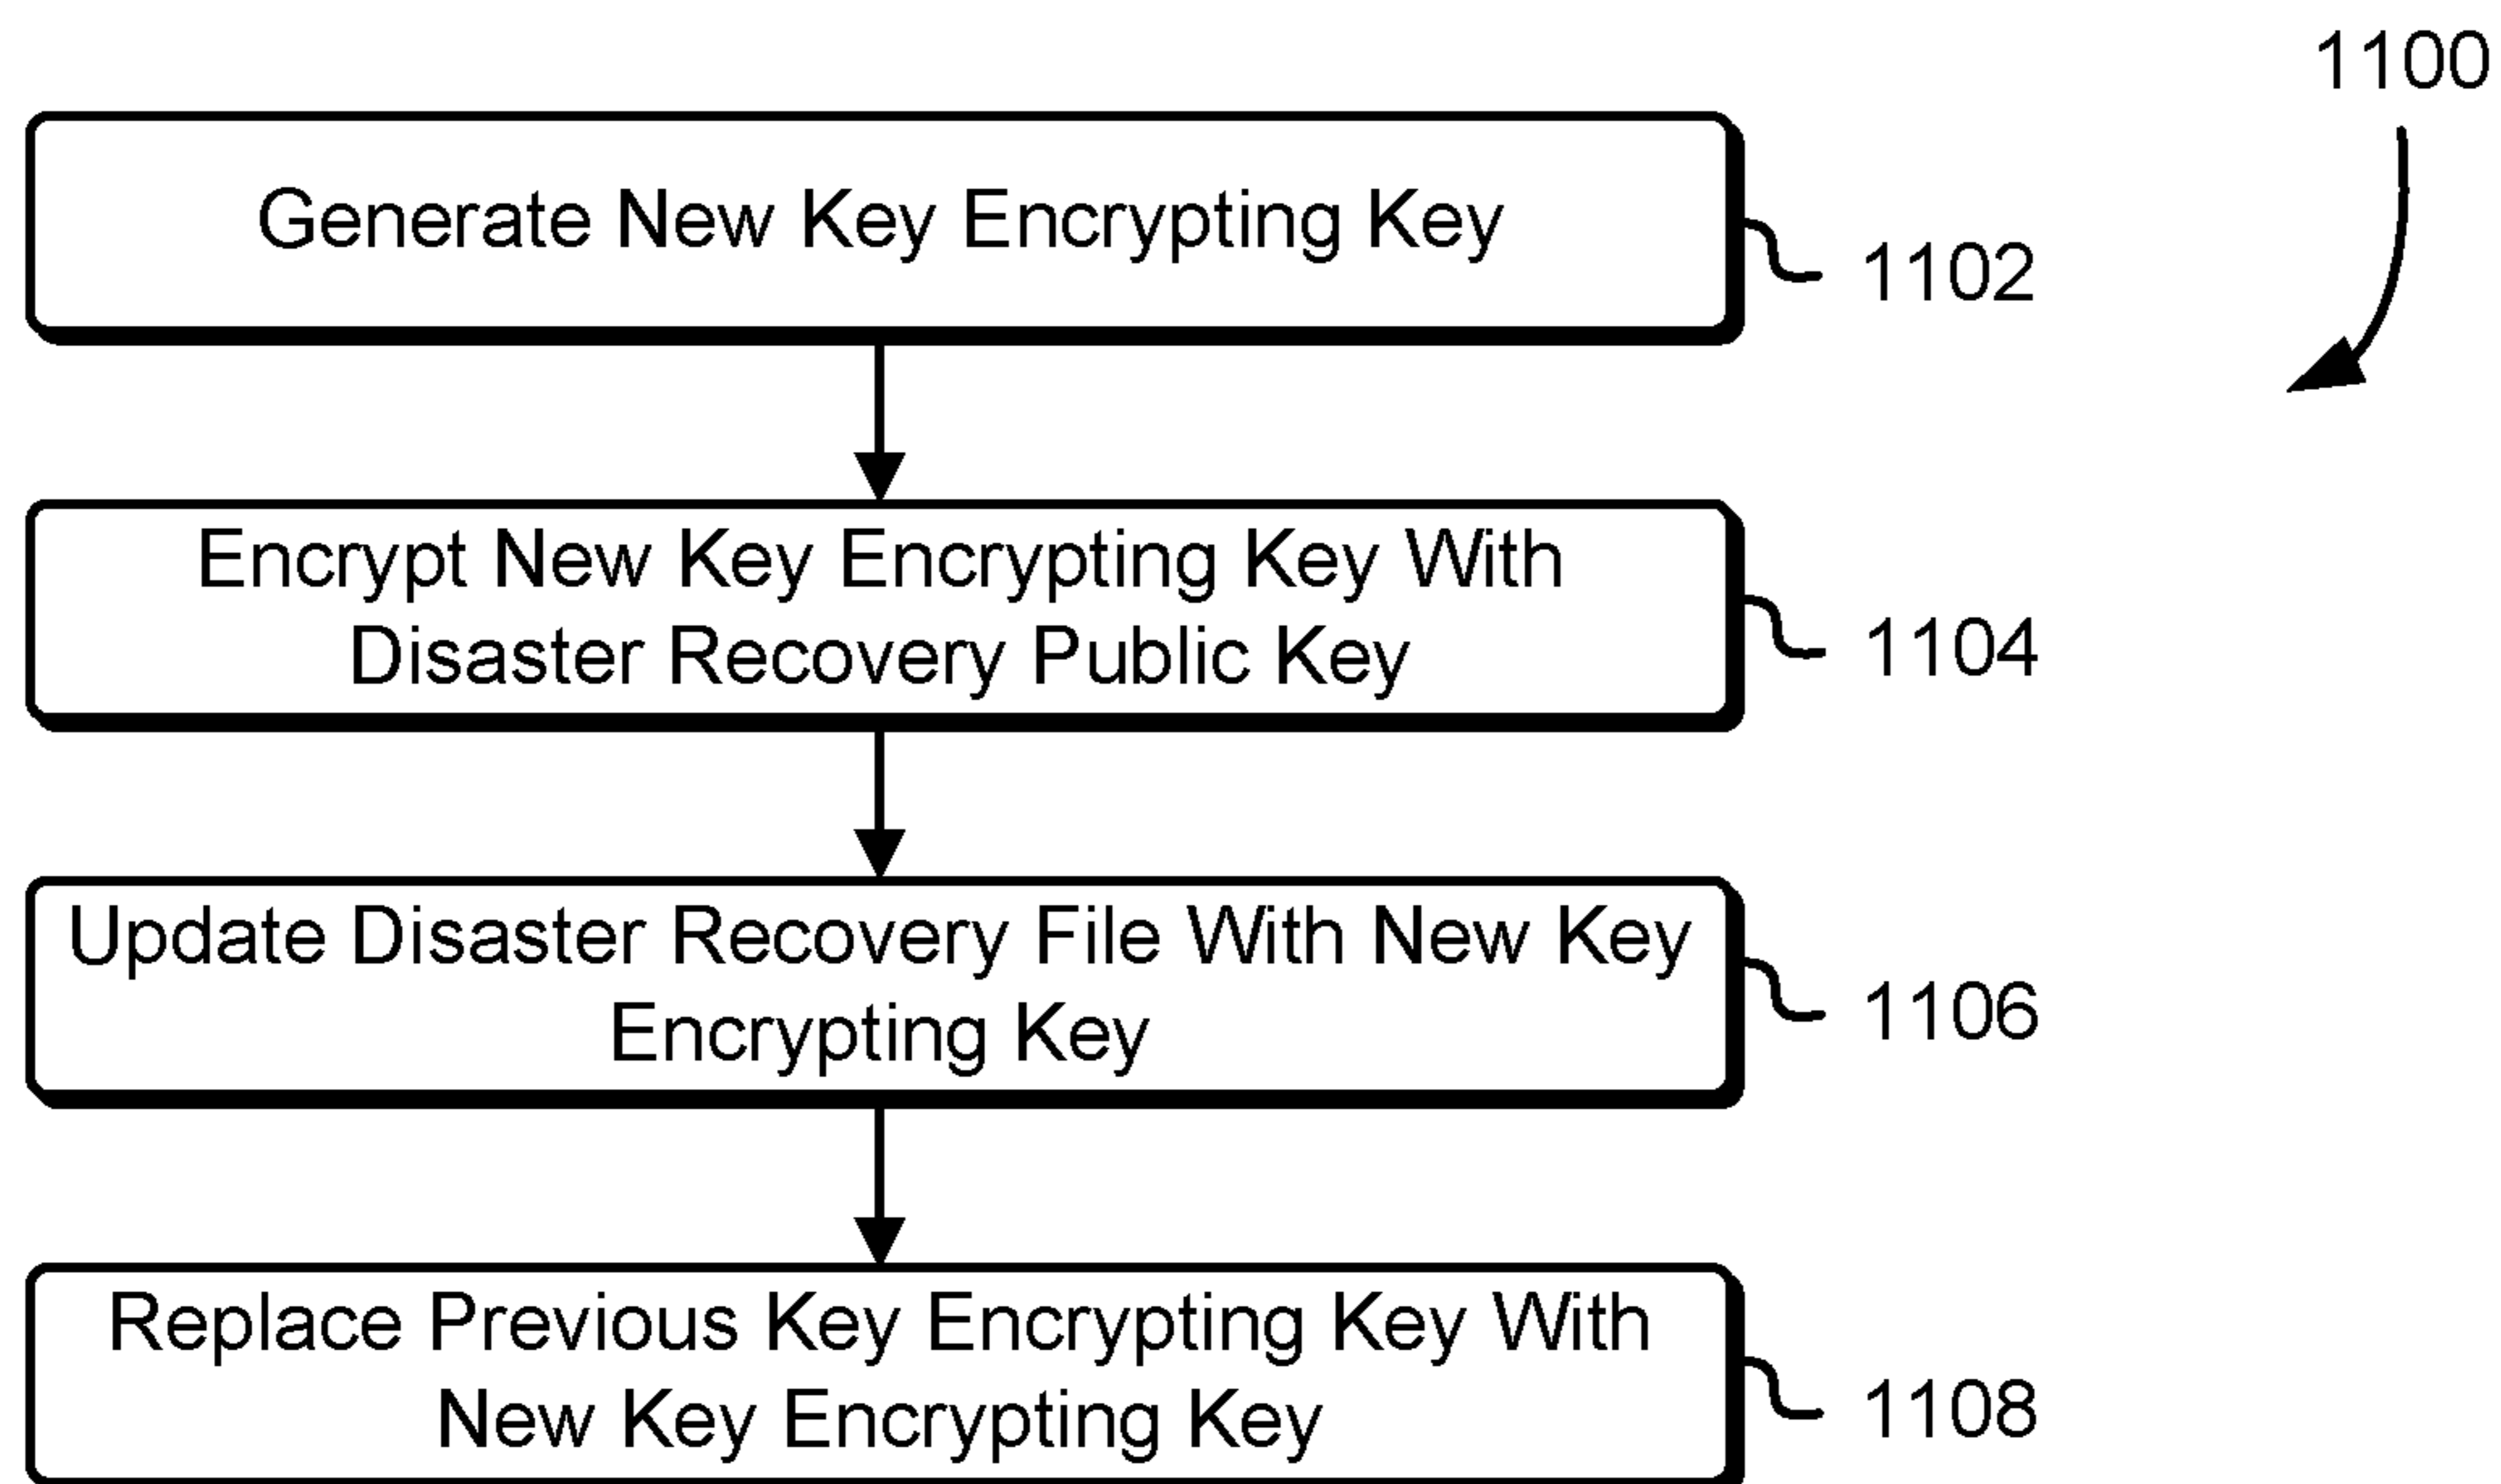 1100
Generate New Key Encrypting Key
1102
Encrypt New Key Encrypting Key With
Disaster Recovery Public Key
1104
Update Disaster Recovery File With New Key
Encrypting Key
1106
Replace Previous Key Encrypting Key With
New Key Encrypting Key
1108